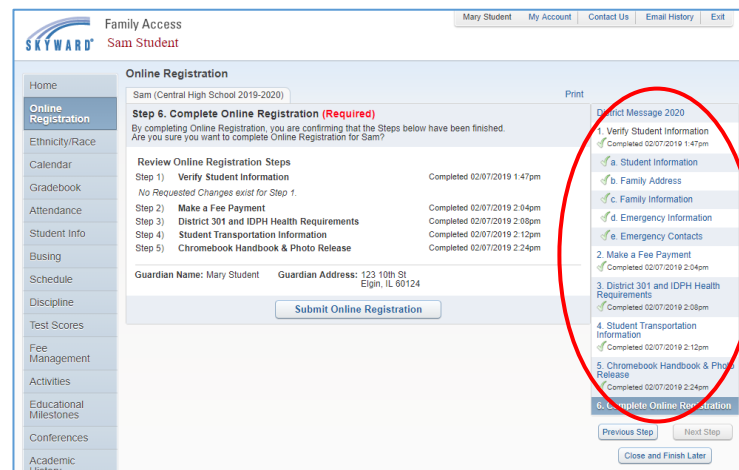 Mary Student My Account Contact Us Email History Exit
SKYWARD®
Family Access
Sam Student
Home
Online
Registration
Ethnicity/Race
Calendar
Gradebook
Attendance
Student Info
Busing
Schedule
Discipline
Test Scores
Fee
Management
Activities
Educational
Milestones
Conferences
Academic
History
Online Registration
Sam (Central High School 2019-2020)
Print
Step 6. Complete Online Registration (Required)
By completing Online Registration, you are confirming that the Steps below have been finished.
Are you sure you want to complete Online Registration for Sam?
Review Online Registration Steps
Step 1) Verify Student Information Completed 02/07/2019 1:47pm
No Requested Changes exist for Step 1.
Step 2) Make a Fee Payment Completed 02/07/2019 2:04pm
Step 3) District 301 and IDPH Health Requirements Completed 02/07/2019 2:08pm
Step 4) Student Transportation Information Completed 02/07/2019 2:12pm
Step 5) Chromebook Handbook & Photo Release Completed 02/07/2019 2:24pm
Guardian Name: Mary Student Guardian Address: 123 10th St
Elgin, IL 60124
Submit Online Registration
District Message 2020
1. Verify Student Information
Completed 02/07/2019 1:47pm
a. Student Information
b. Family Address
c. Family Information
d. Emergency Information
e. Emergency Contacts
2. Make a Fee Payment
Completed 02/07/2019 2:04pm
3. District 301 and IDPH Health
Requirements
Completed 02/07/2019 2:08pm
4. Student Transportation
Information
Completed 02/07/2019 2:12pm
5. Chromebook Handbook & Photo
Release
Completed 02/07/2019 2:24pm
6. Complete Online Registration
Previous Step Next Step
Close and Finish Later